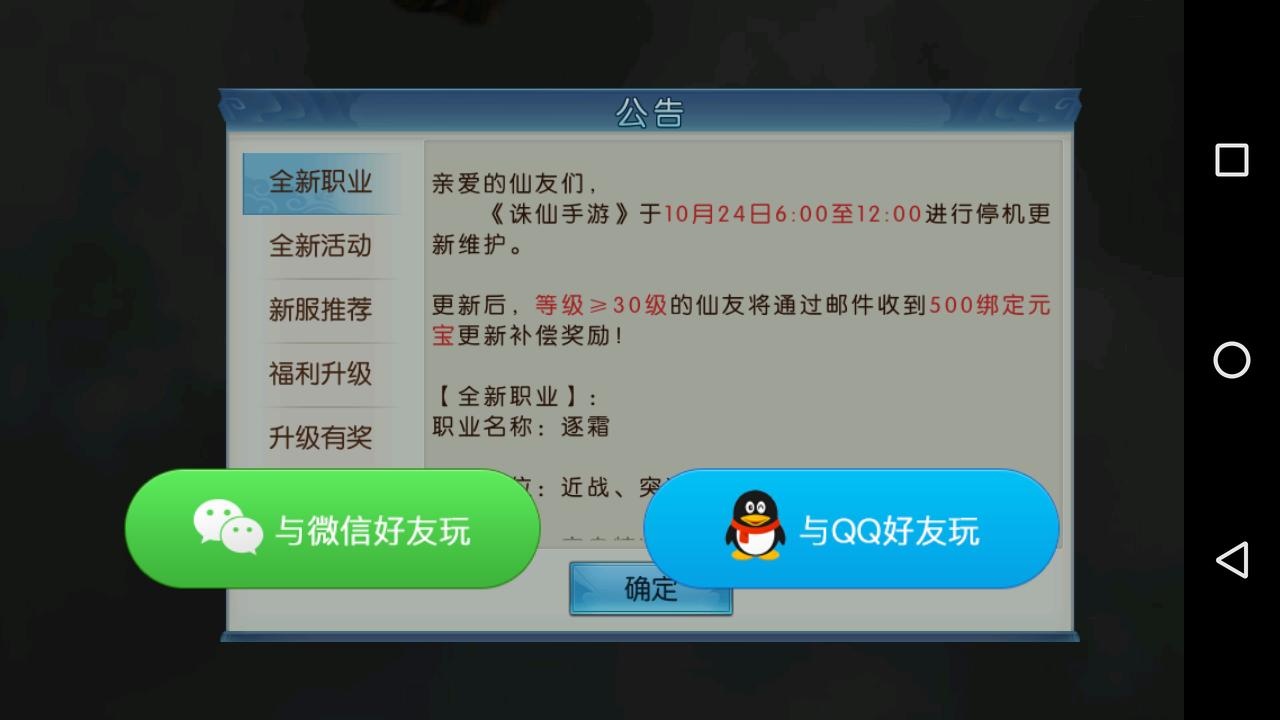 公告
全新职业
全新活动
新服推荐
福利升级
升级有奖
亲爱的仙友们，
《诛仙手游》于10月24日6:00至12:00进行停机更
新维护。
更新后，等级≥30级的仙友将通过邮件收到500绑定元
宝更新补偿奖励！
【全新职业】：
职业名称：逐霜
位：近战、突
与微信好友玩
与QQ好友玩
确定